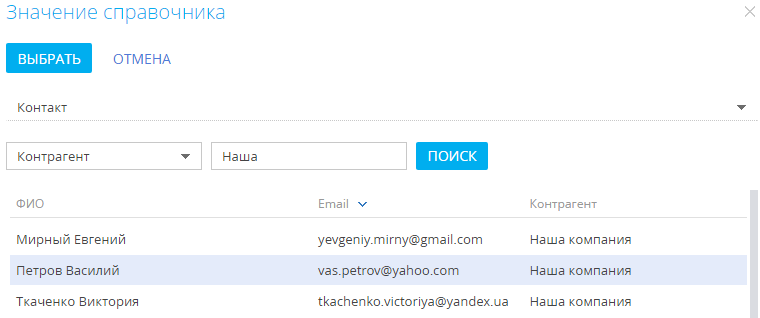 Значение справочника
ВЫБРАТЬ ОТМЕНА
Контакт
Контрагент Наша ПОИСК
ФИО Email Контрагент
Мирный Евгений yevgeniy.mirny@gmail.com Наша компания
Петров Василий vas.petrov@yahoo.com Наша компания
Ткаченко Виктория tkachenko.victoriya@yandex.ua Наша компания